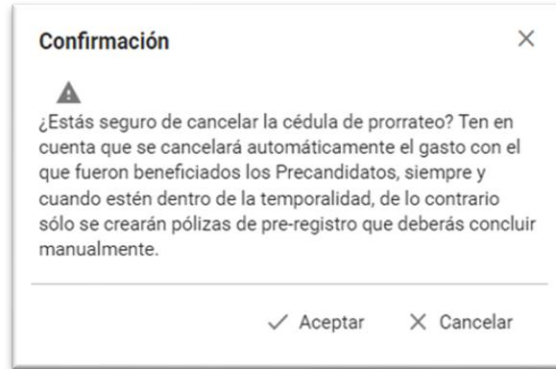 Confirmación
¿Estás seguro de cancelar la cédula de prorrateo? Ten en
cuenta que se cancelará automáticamente el gasto con el
que fueron beneficiados los Precandidatos, siempre y
cuando estén dentro de la temporalidad, de lo contrario
sólo se crearán pólizas de pre-registro que deberás concluir
manualmente.
Aceptar Cancelar